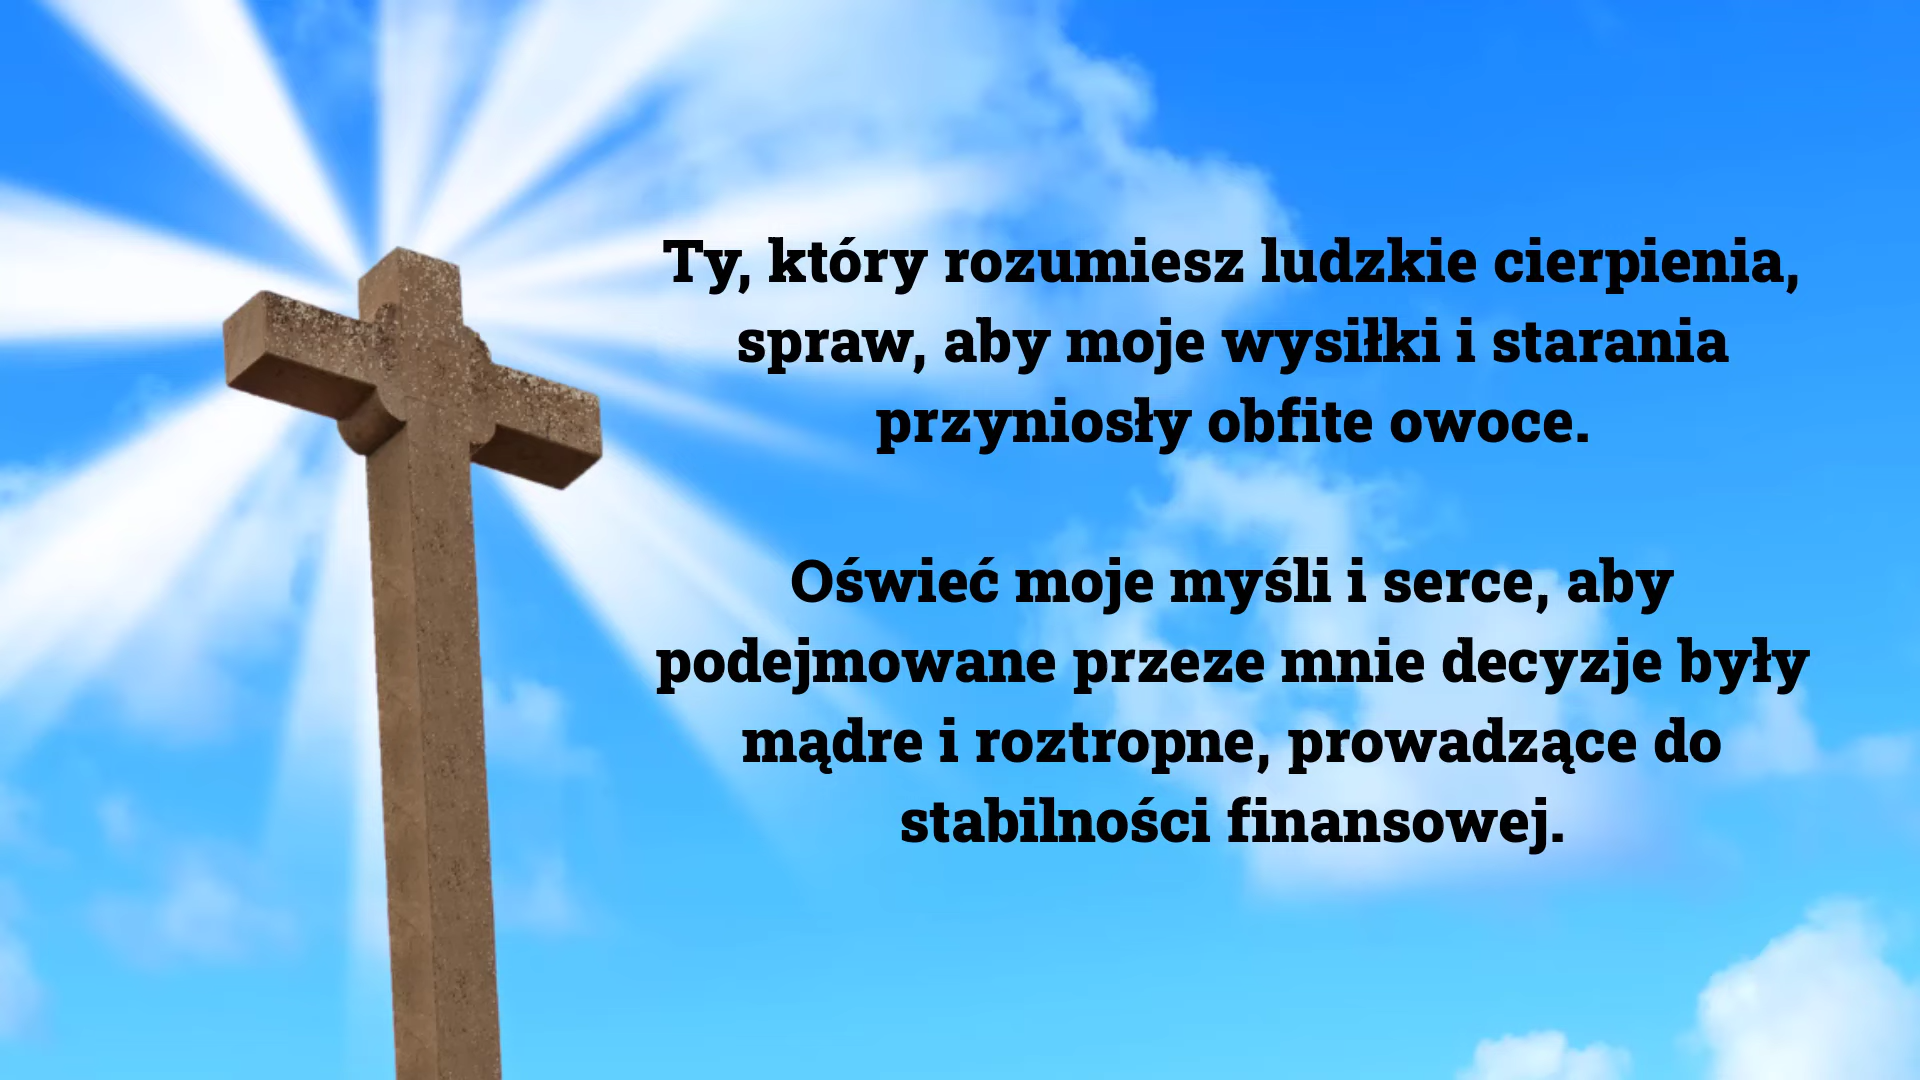 Ty, który rozumiesz ludzkie cierpienia,
spraw, aby moje wysiłki i starania
przyniosły obfite owoce.
Oświeć moje myśli i serce, aby
podejmowane przeze mnie decyzje były
mądre i roztropne, prowadzące do
stabilności finansowej.